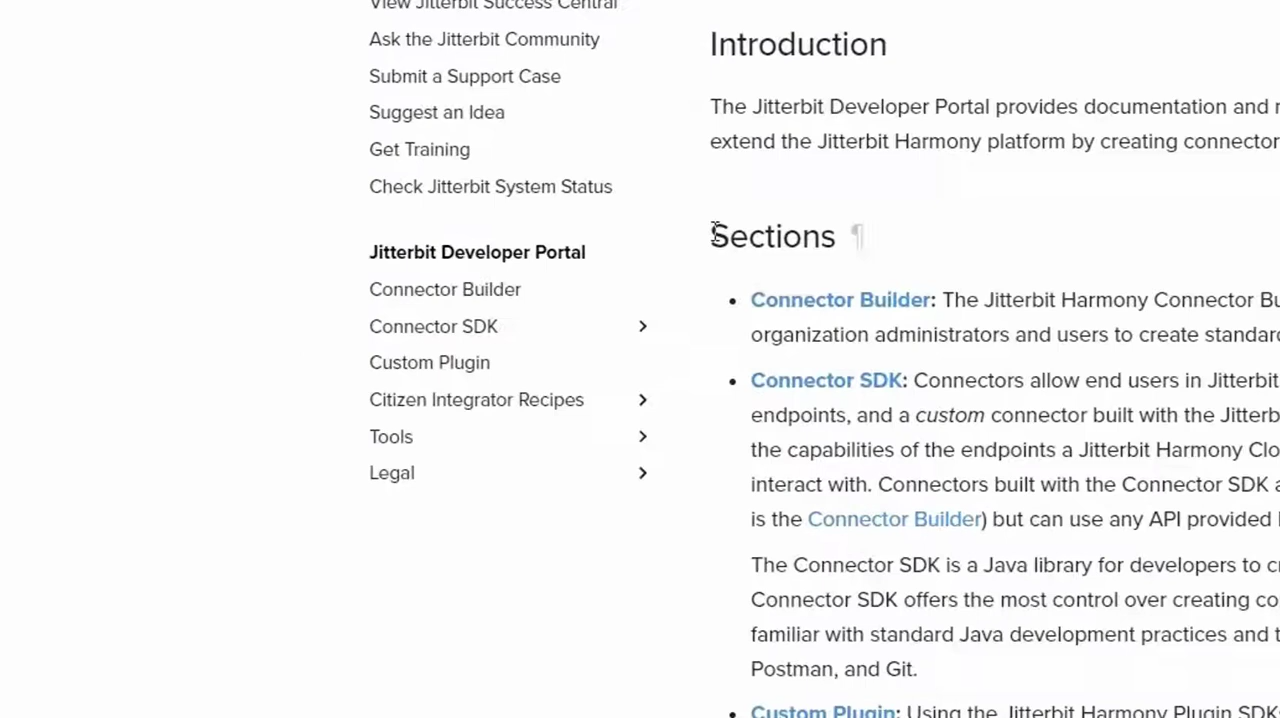 View Jitterbit Success Central
Ask the Jitterbit Community
Submit a Support Case
Suggest an Idea
Get Training
Check Jitterbit System Status
Jitterbit Developer Portal
Connector Builder
Connector SDK
Custom Plugin
Citizen Integrator Recipes
Tools
Legal
Introduction
The Jitterbit Developer Portal provides documentation and
extend the Jitterbit Harmony platform by creating connector
Sections ¶
• Connector Builder: The Jitterbit Harmony Connector
organization administrators and users to create
• Connector SDK: Connectors allow end users in Jitterbit
endpoints, and a custom connector built with the
the capabilities of the endpoints a Jitterbit Harmony
interact with. Connectors built with the Connector SDK
is the Connector Builder) but can use any API provided
The Connector SDK is a Java library for developers to
Connector SDK offers the most control over creating
familiar with standard Java development practices and
Postman, and Git.
• Custom Plugin: Using the Jitterbit Harmony Plugin SDK